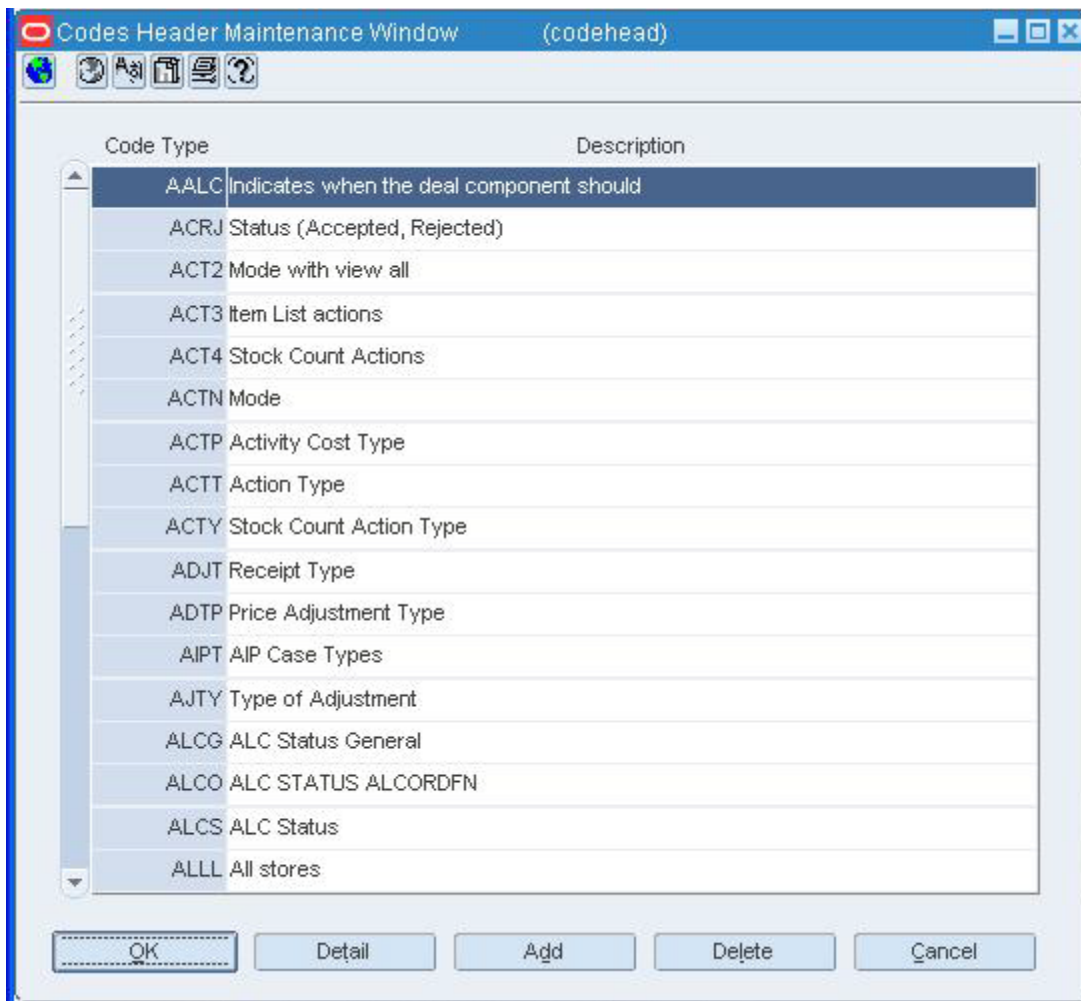 Codes Header Maintenance Window (codehead)
Code Type Description
AALC Indicates when the deal component should
ACRJ Status (Accepted, Rejected)
ACT2 Mode with view all
ACT3 Item List actions
ACT4 Stock Count Actions
ACTN Mode
ACTP Activity Cost Type
ACTT Action Type
ACTY Stock Count Action Type
ADJT Receipt Type
ADTP Price Adjustment Type
AIPT AIP Case Types
AJTY Type of Adjustment
ALCG ALC Status General
ALCO ALC STATUS ALCORDFN
ALCS ALC Status
ALLL All stores
OK Detail Add Delete Cancel